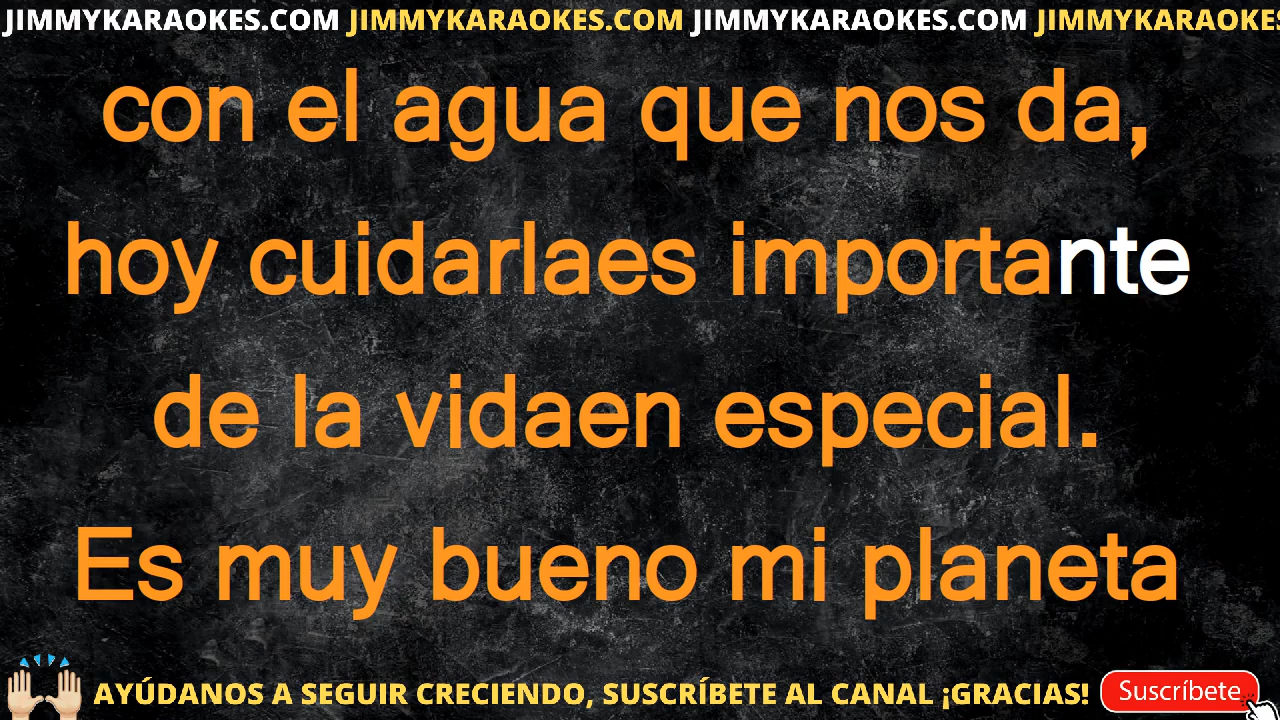 JIMMYKARAOKES.COM JIMMYKARAOKES.COM JIMMYKARAOKES.COM JIMMYKARAOKES
con el agua que nos da,
hoy cuidarlaes importante
de la vidaen especial.
Es muy bueno mi planeta
AYÚDANOS A SEGUIR CRECIENDO, SUSCRÍBETE AL CANAL ¡GRACIAS! Suscríbete